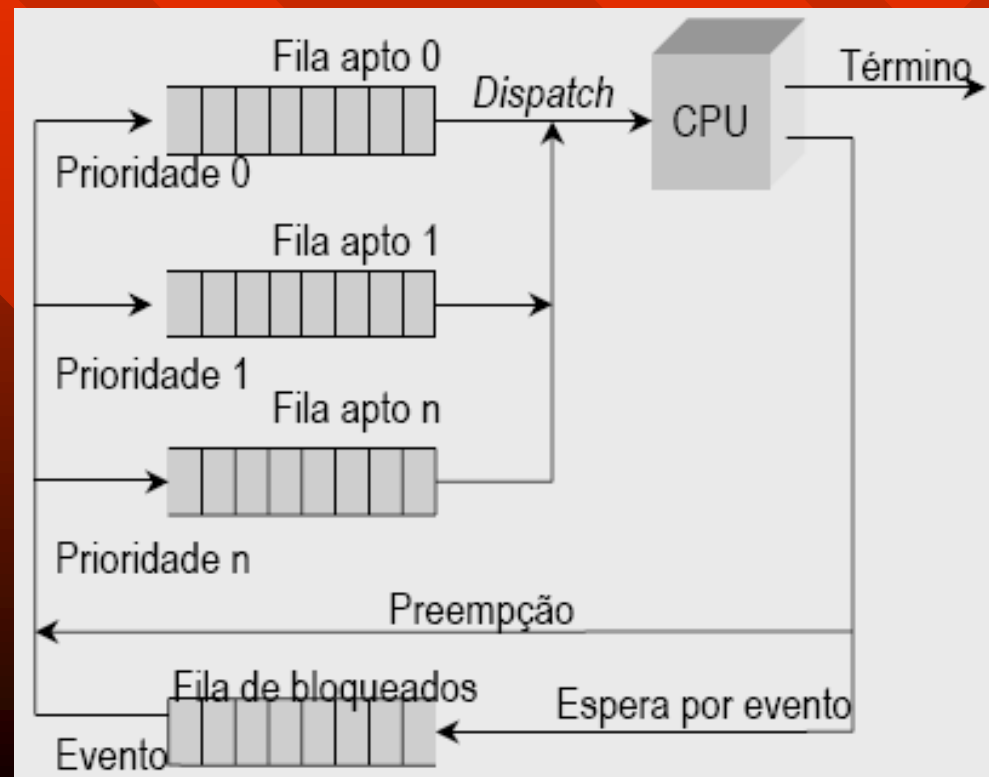 Fila apto 0
Dispatch
Término
CPU
Prioridade 0
Fila apto 1
Prioridade 1
Fila apto n
Prioridade n
Preempção
Fila de bloqueados
Espera por evento
Evento